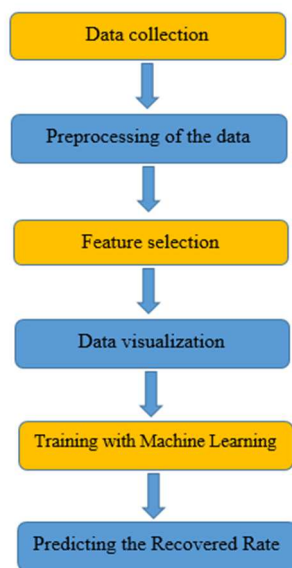 Data collection
Preprocessing of the data
Feature selection
Data visualization
Training with Machine Learning
Predicting the Recovered Rate